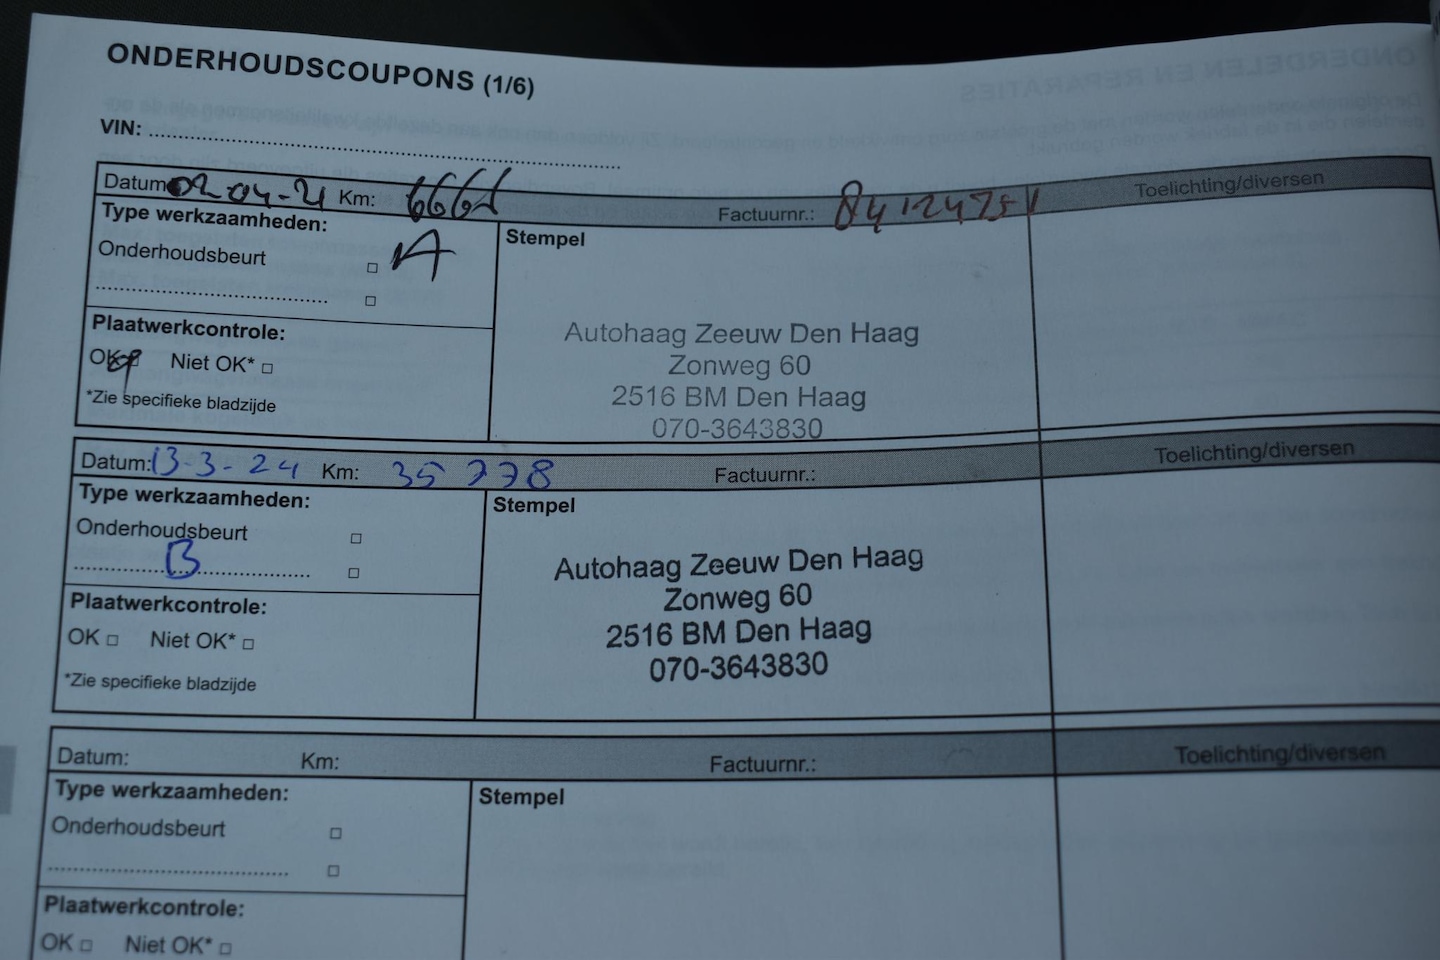 ONDERHOUDSCOUPONS (1/6)
VIN: ........................................................................
Datum: 02-04-21 Km: 6661 Factuurnr.: Toelichting/diversen
Type werkzaamheden:
Onderhoudsbeurt □ A
........................................ □
Plaatwerkcontrole:
OK □ Niet OK* □
*Zie specifieke bladzijde
Stempel
Autohaag Zeeuw Den Haag
Zonweg 60
2516 BM Den Haag
070-3643830
Datum: 13-3-24 Km: 35 778 Factuurnr.: Toelichting/diversen
Type werkzaamheden:
Onderhoudsbeurt □
B ........................................ □
Plaatwerkcontrole:
OK □ Niet OK* □
*Zie specifieke bladzijde
Stempel
Autohaag Zeeuw Den Haag
Zonweg 60
2516 BM Den Haag
070-3643830
Datum: Km: Factuurnr.: Toelichting/diversen
Type werkzaamheden:
Onderhoudsbeurt □
........................................ □
Plaatwerkcontrole:
OK □ Niet OK* □
Stempel